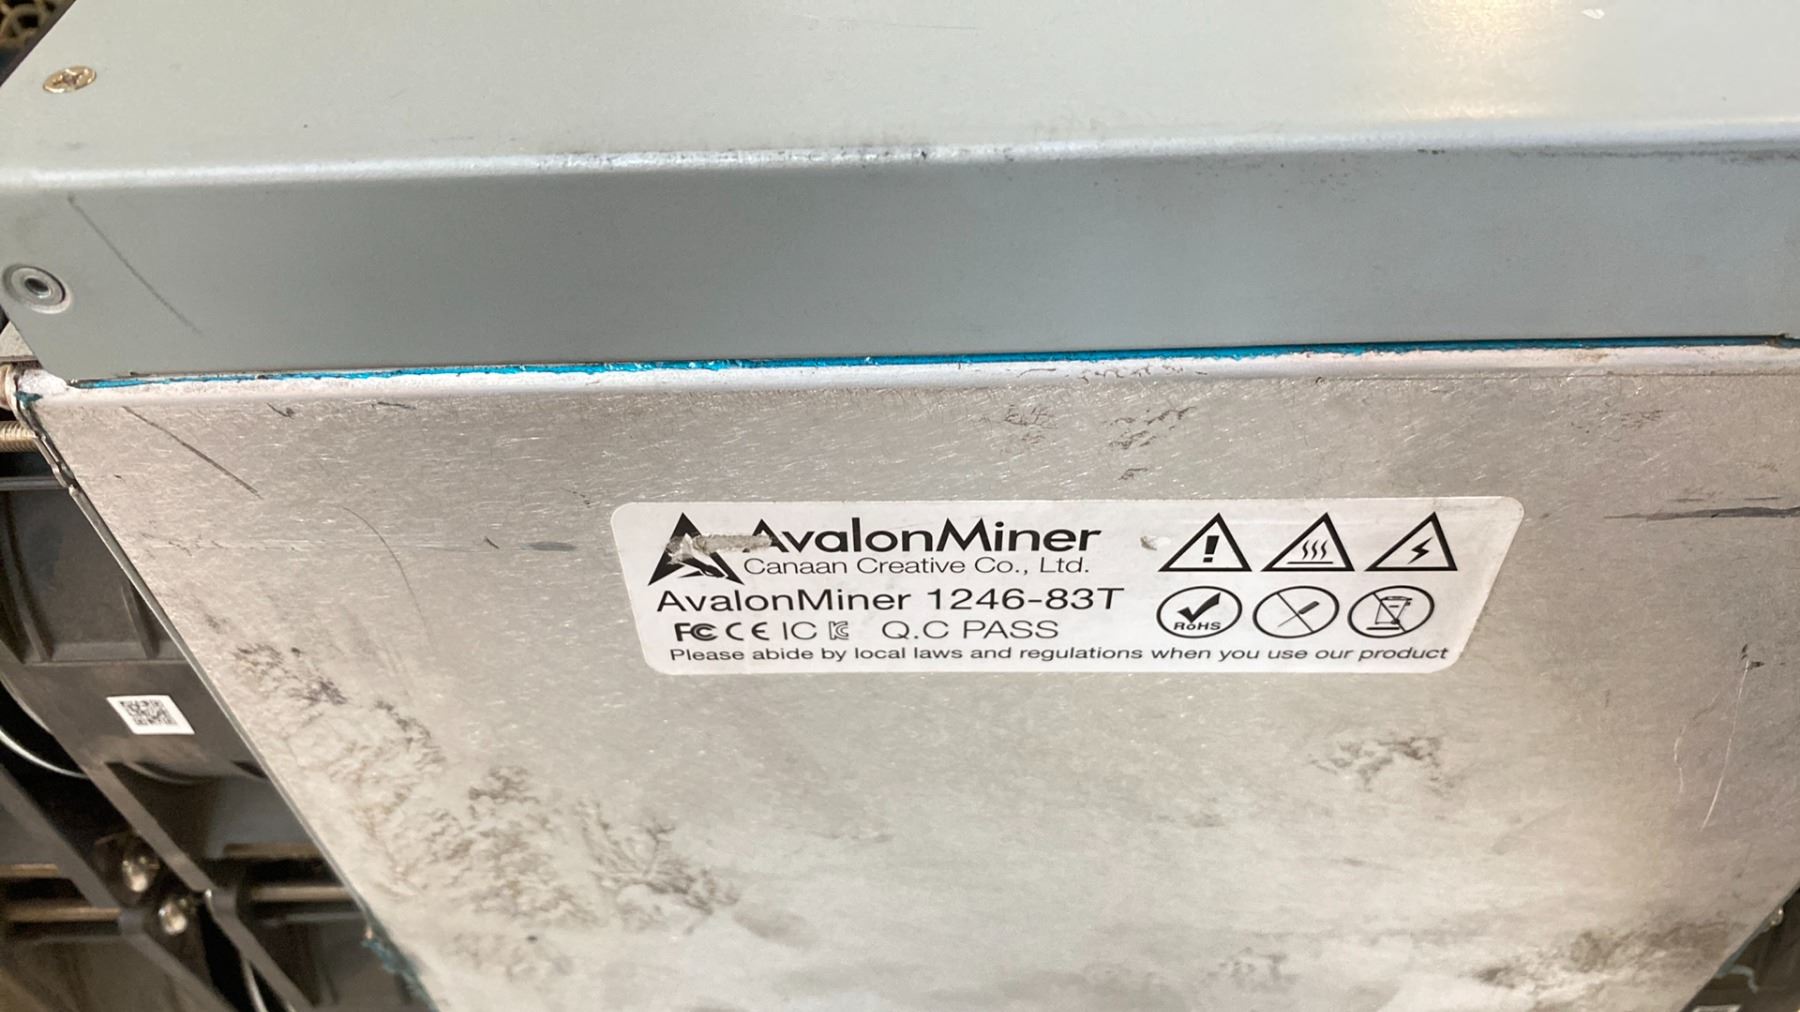 AvalonMiner
Canaan Creative Co., Ltd.
AvalonMiner 1246-83T
FC CE IC Q.C PASS
RoHS
Please abide by local laws and regulations when you use our product